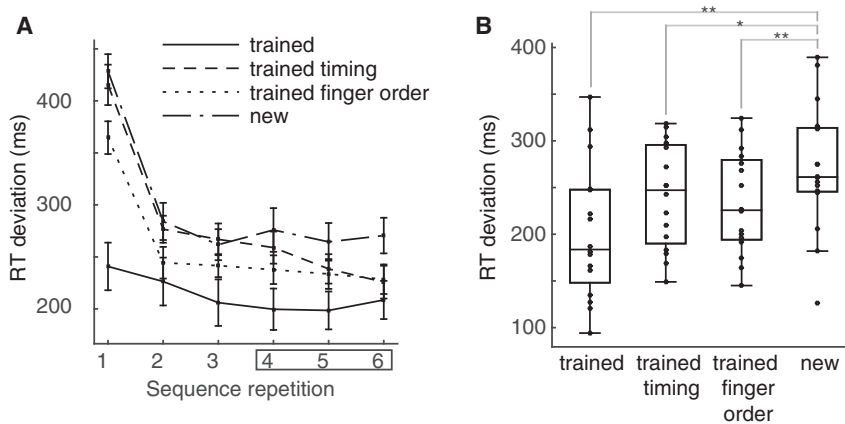 A
trained
trained timing
trained finger order
new
RT deviation (ms)
400
300
200
1 2 3 4 5 6
Sequence repetition
B
**
*
**
RT deviation (ms)
400
300
200
100
trained
trained
timing
trained
finger
order
new